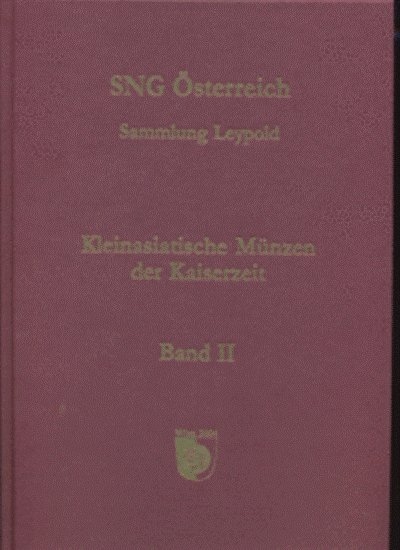 SNG Österreich
Sammlung Leypold
Kleinasiatische Münzen
der Kaiserzeit
Band II